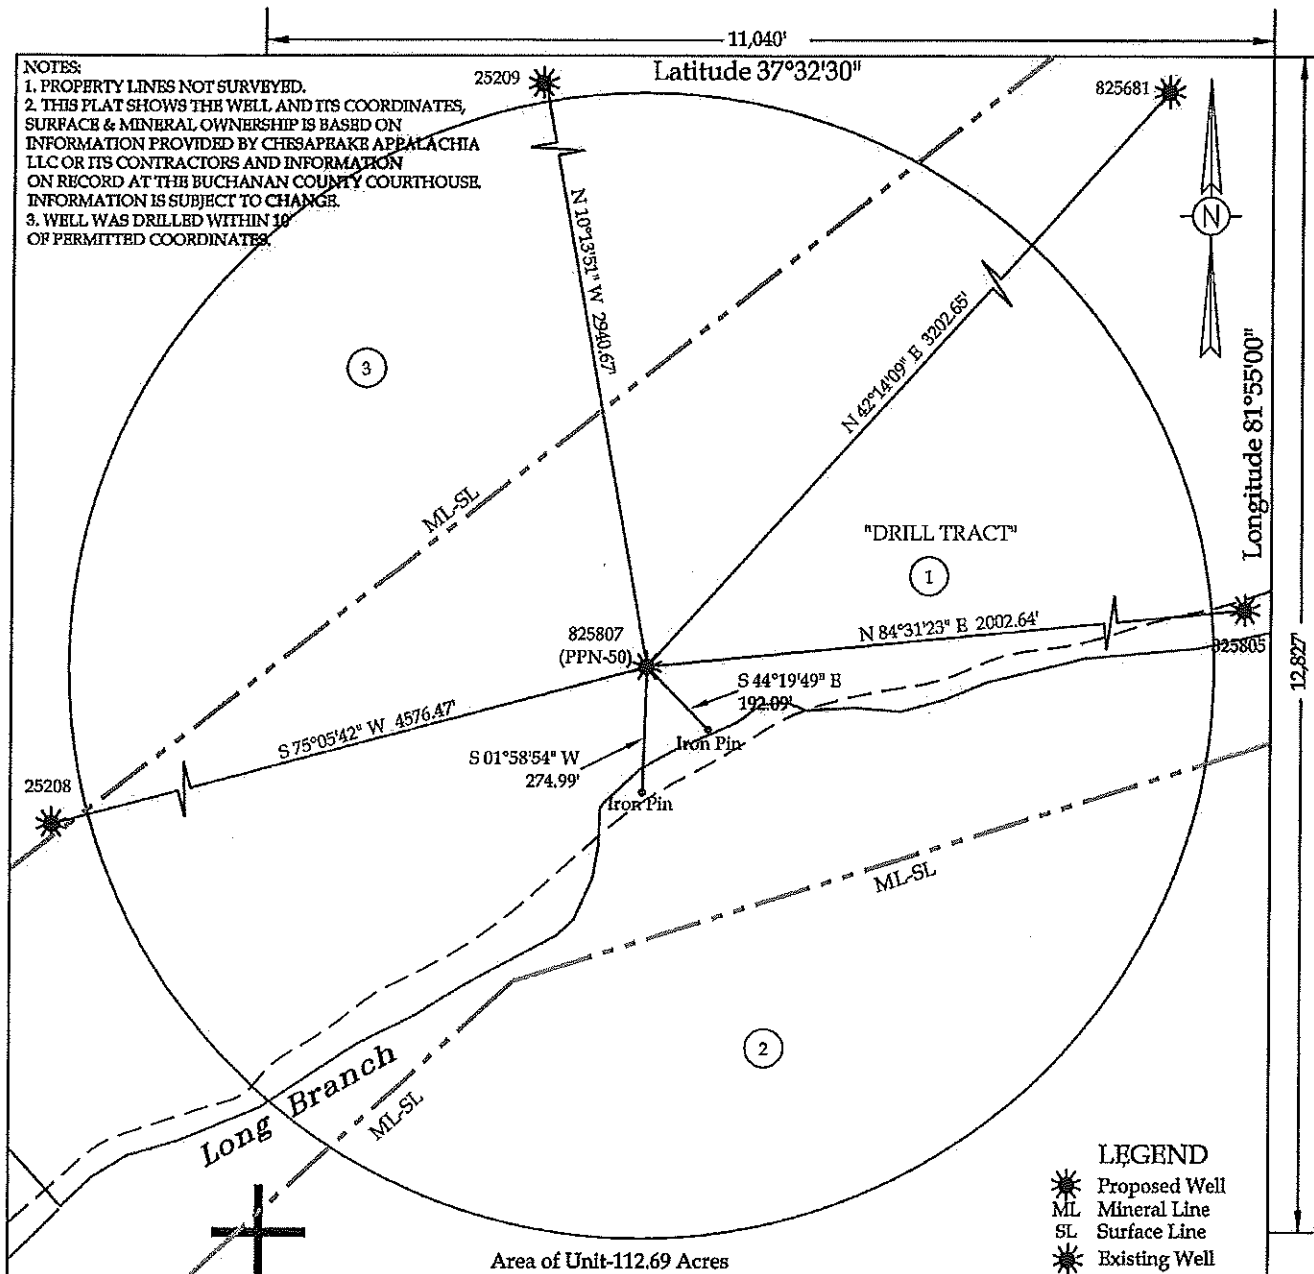 11,040'
NOTES:
1. PROPERTY LINES NOT SURVEYED.
2. THIS PLAT SHOWS THE WELL AND ITS COORDINATES,
SURFACE & MINERAL OWNERSHIP IS BASED ON
INFORMATION PROVIDED BY CHESAPEAKE APPALACHIA
LLC OR ITS CONTRACTORS AND INFORMATION
ON RECORD AT THE BUCHANAN COUNTY COURTHOUSE.
INFORMATION IS SUBJECT TO CHANGE.
3. WELL WAS DRILLED WITHIN 10'
OF PERMITTED COORDINATES.
25209
Latitude 37°32'30"
825681
N
N 10°13'51" W 2940.67'
N 42°14'09" E 3202.65'
3
Longitude 81°55'00"
ML-SL
"DRILL TRACT"
1
825807
(PPN-50)
N 84°31'23" E 2002.64'
825805
12,827'
S 44°19'49" E
192.09'
S 75°05'42" W 4576.47'
Iron Pin
S 01°58'54" W
274.99'
25208
Iron Pin
ML-SL
2
Long Branch
ML-SL
LEGEND
Proposed Well
ML Mineral Line
SL Surface Line
Existing Well
Area of Unit-112.69 Acres